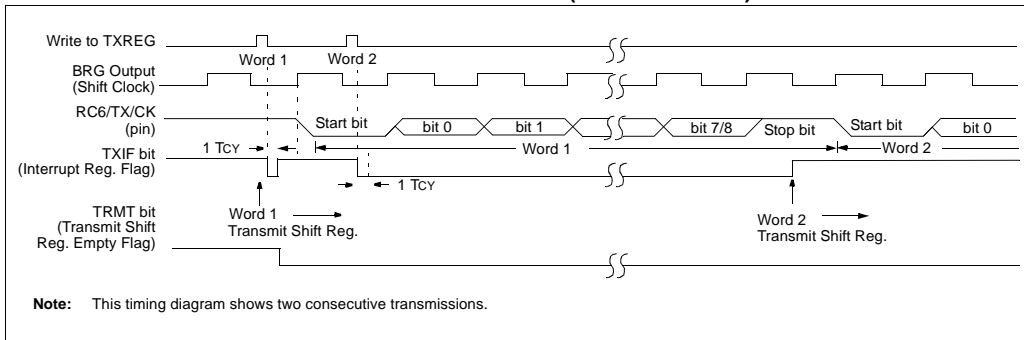 Write to TXREG
Word 1 Word 2
BRG Output
(Shift Clock)
RC6/TX/CK
(pin)
Start bit bit 0 bit 1 bit 7/8 Stop bit Start bit bit 0
1 TCY Word 1 Word 2
TXIF bit
(Interrupt Reg. Flag)
1 TCY
Word 1
Transmit Shift Reg.
Word 2
Transmit Shift Reg.
TRMT bit
(Transmit Shift
Reg. Empty Flag)
Note: This timing diagram shows two consecutive transmissions.